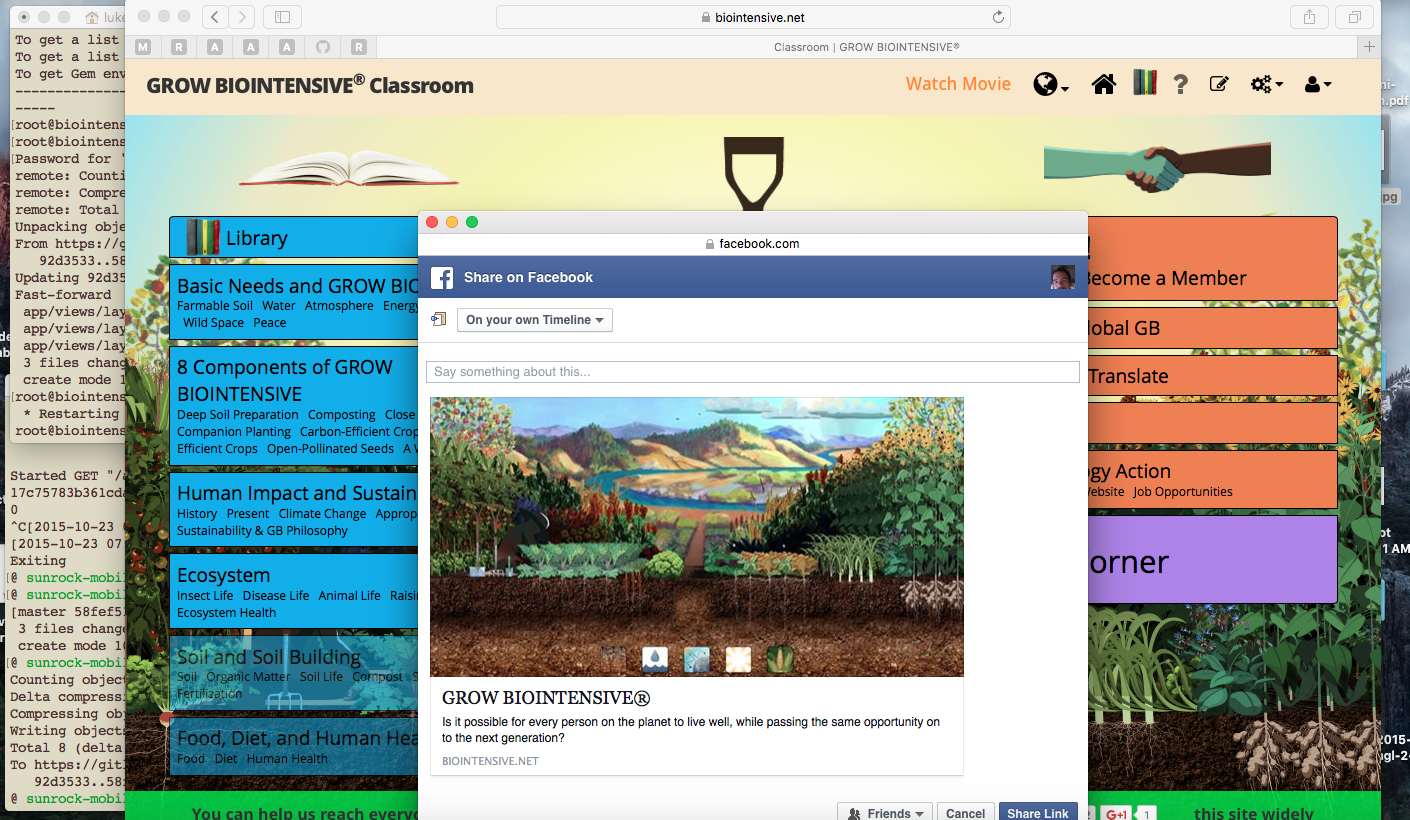 luke
To get a list
To get a list
To get Gem env
--------------
-----
[root@biointens
[root@biointens
[Password for '
remote: Counti
remote: Compre
remote: Total
Unpacking obje
From https://g
92d3533..58
Updating 92d35
Fast-forward
app/views/lay
app/views/lay
app/views/lay
3 files chang
create mode 1
[root@biointens
* Restarting
root@biointens
Started GET "/a
17c75783b361cda
0
^C[2015-10-23
[2015-10-23 07
Exiting
[@ sunrock-mobil
[@ sunrock-mobil
[master 58fef5
3 files change
create mode 10
[@ sunrock-mobil
Counting object
Delta compressi
Compressing obj
Writing objects
Total 8 (delta
To https://gitl
92d3533..58
@ sunrock-mobil
biointensive.net
M R A A A R
Classroom | GROW BIOINTENSIVE®
GROW BIOINTENSIVE® Classroom
Watch Movie
?
Library
Basic Needs and GROW BIO
Farmable Soil Water Atmosphere Energy
Wild Space Peace
8 Components of GROW
BIOINTENSIVE
Deep Soil Preparation Composting Close
Companion Planting Carbon-Efficient Crop
Efficient Crops Open-Pollinated Seeds A W
Human Impact and Sustain
History Present Climate Change Approp
Sustainability & GB Philosophy
Ecosystem
Insect Life Disease Life Animal Life Raisi
Ecosystem Health
Soil and Soil Building
Soil Organic Matter Soil Life Compost S
Fertilization
Food, Diet, and Human Hea
Food Diet Human Health
You can help us reach everyo
facebook.com
Share on Facebook
On your own Timeline
Say something about this...
GROW BIOINTENSIVE®
Is it possible for every person on the planet to live well, while passing the same opportunity on
to the next generation?
BIOINTENSIVE.NET
Friends
Cancel
Share Link
!
Become a Member
lobal GB
Translate
ogy Action
Website Job Opportunities
orner
G+1 1
this site widely
ni-
n.pdf
pg
ot
1 AM
2015-
ngl-24